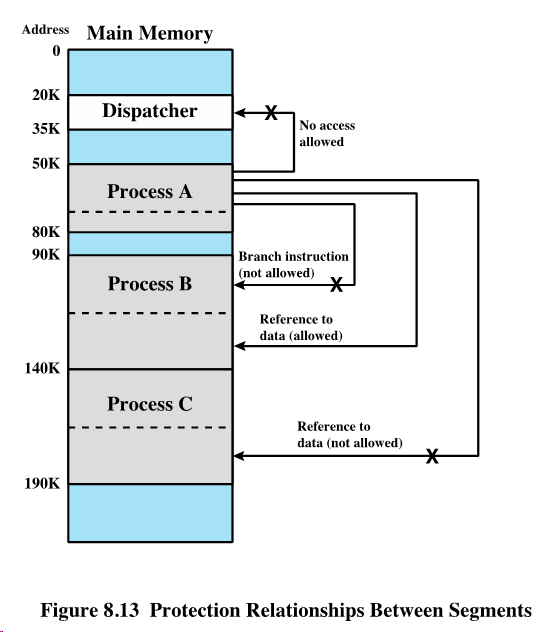 Address
Main Memory
0
20K
Dispatcher
35K
No access
allowed
50K
Process A
80K
90K
Branch instruction
(not allowed)
Process B
Reference to
data (allowed)
140K
Process C
Reference to
data (not allowed)
190K
Figure 8.13 Protection Relationships Between Segments